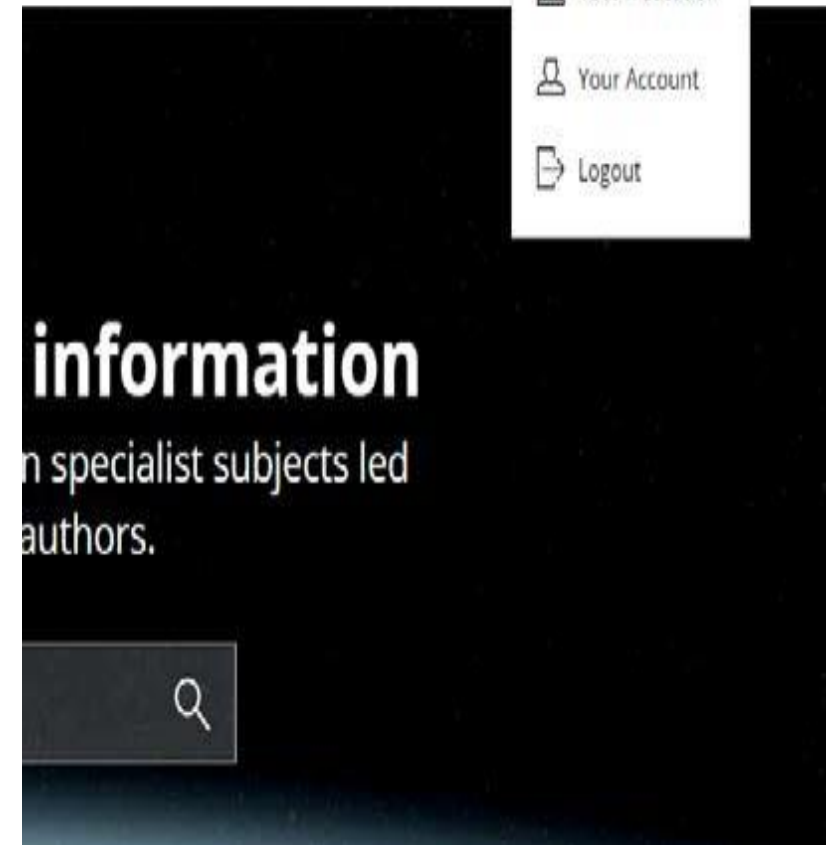 Your Account
Logout
information
n specialist subjects led
authors.